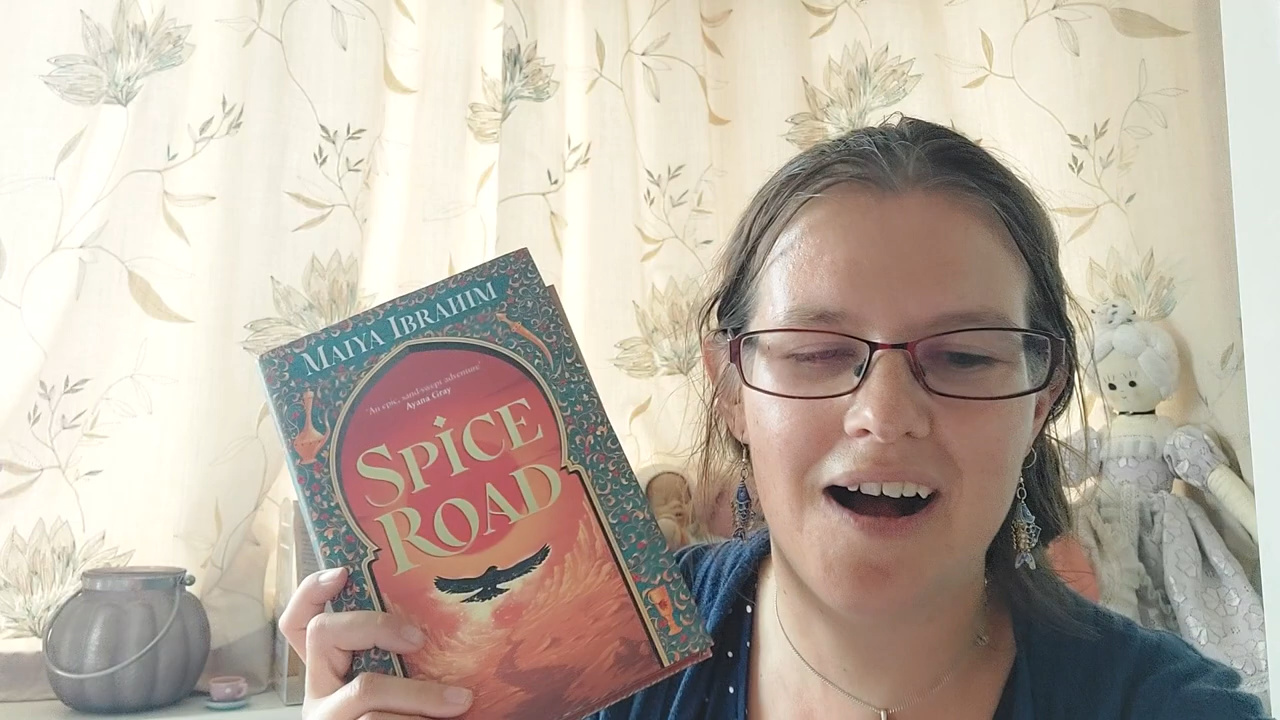 MAIYA IBRAHIM
'An epic, sand-swept adventure'
Ayana Gray
SPICE
ROAD